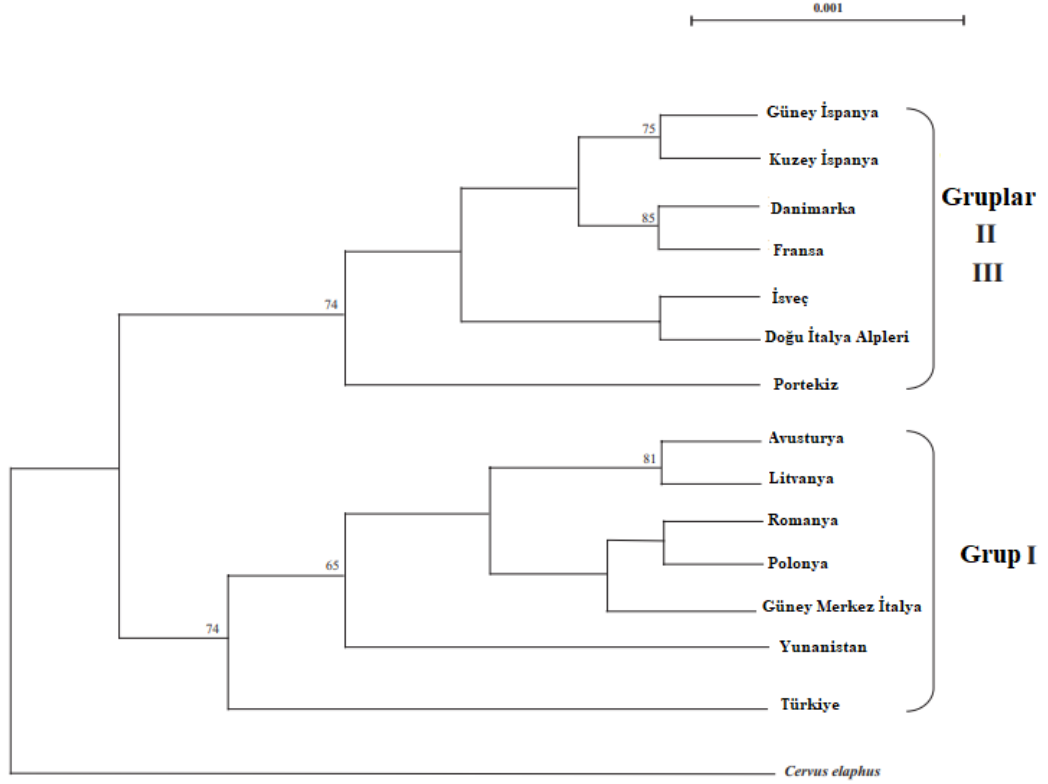 0.001
Güney İspanya
75
Kuzey İspanya
Gruplar
II
III
Danimarka
85
Fransa
İsveç
74
Doğu İtalya Alpleri
Portekiz
Avusturya
81
Litvanya
Romanya
Grup I
Polonya
65
Güney Merkez İtalya
74
Yunanistan
Türkiye
Cervus elaphus